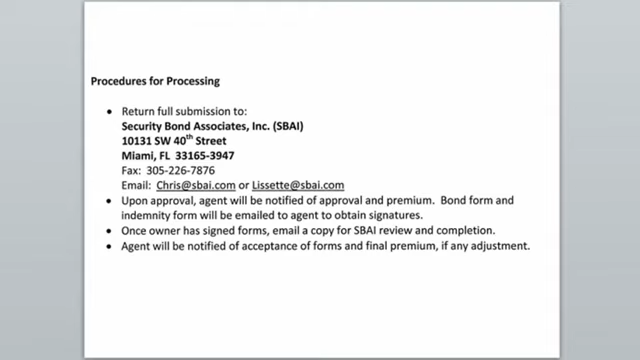 Procedures for Processing
• Return full submission to:
Security Bond Associates, Inc. (SBAI)
10131 SW 40th Street
Miami, FL  33165-3947
Fax:  305-226-7876
Email:  Chris@sbai.com or Lissette@sbai.com
• Upon approval, agent will be notified of approval and premium.  Bond form and
indemnity form will be emailed to agent to obtain signatures.
• Once owner has signed forms, email a copy for SBAI review and completion.
• Agent will be notified of acceptance of forms and final premium, if any adjustment.